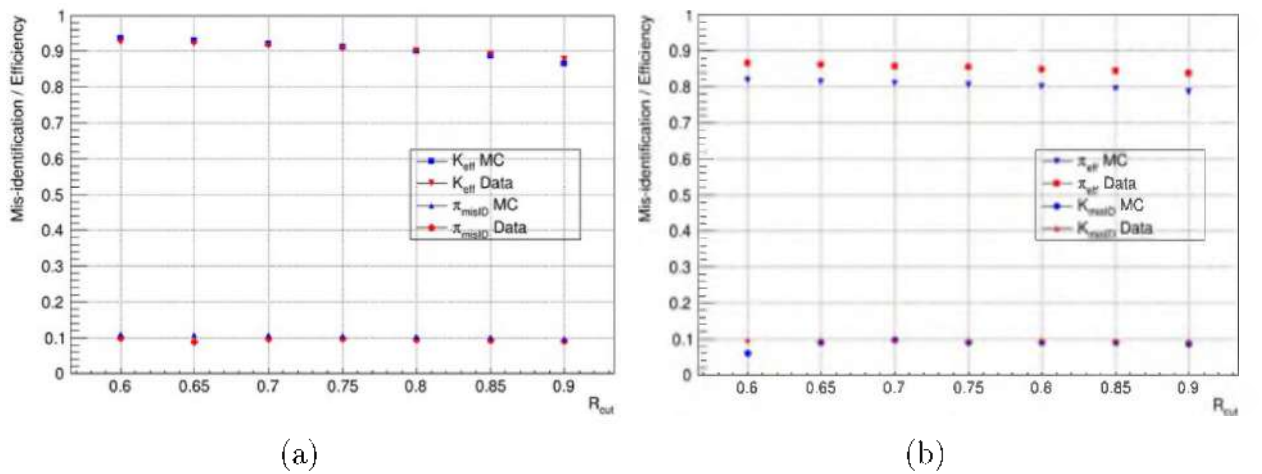 Mis-identification / Efficiency
1
0.9
0.8
0.7
0.6
0.5
0.4
0.3
0.2
0.1
0
K_eff MC
K_eff Data
π_misID MC
π_misID Data
0.6 0.65 0.7 0.75 0.8 0.85 0.9
R_cut
(a)
Mis-identification / Efficiency
1
0.9
0.8
0.7
0.6
0.5
0.4
0.3
0.2
0.1
0
π_eff MC
π_eff Data
K_misID MC
K_misID Data
0.6 0.65 0.7 0.75 0.8 0.85 0.9
R_cut
(b)